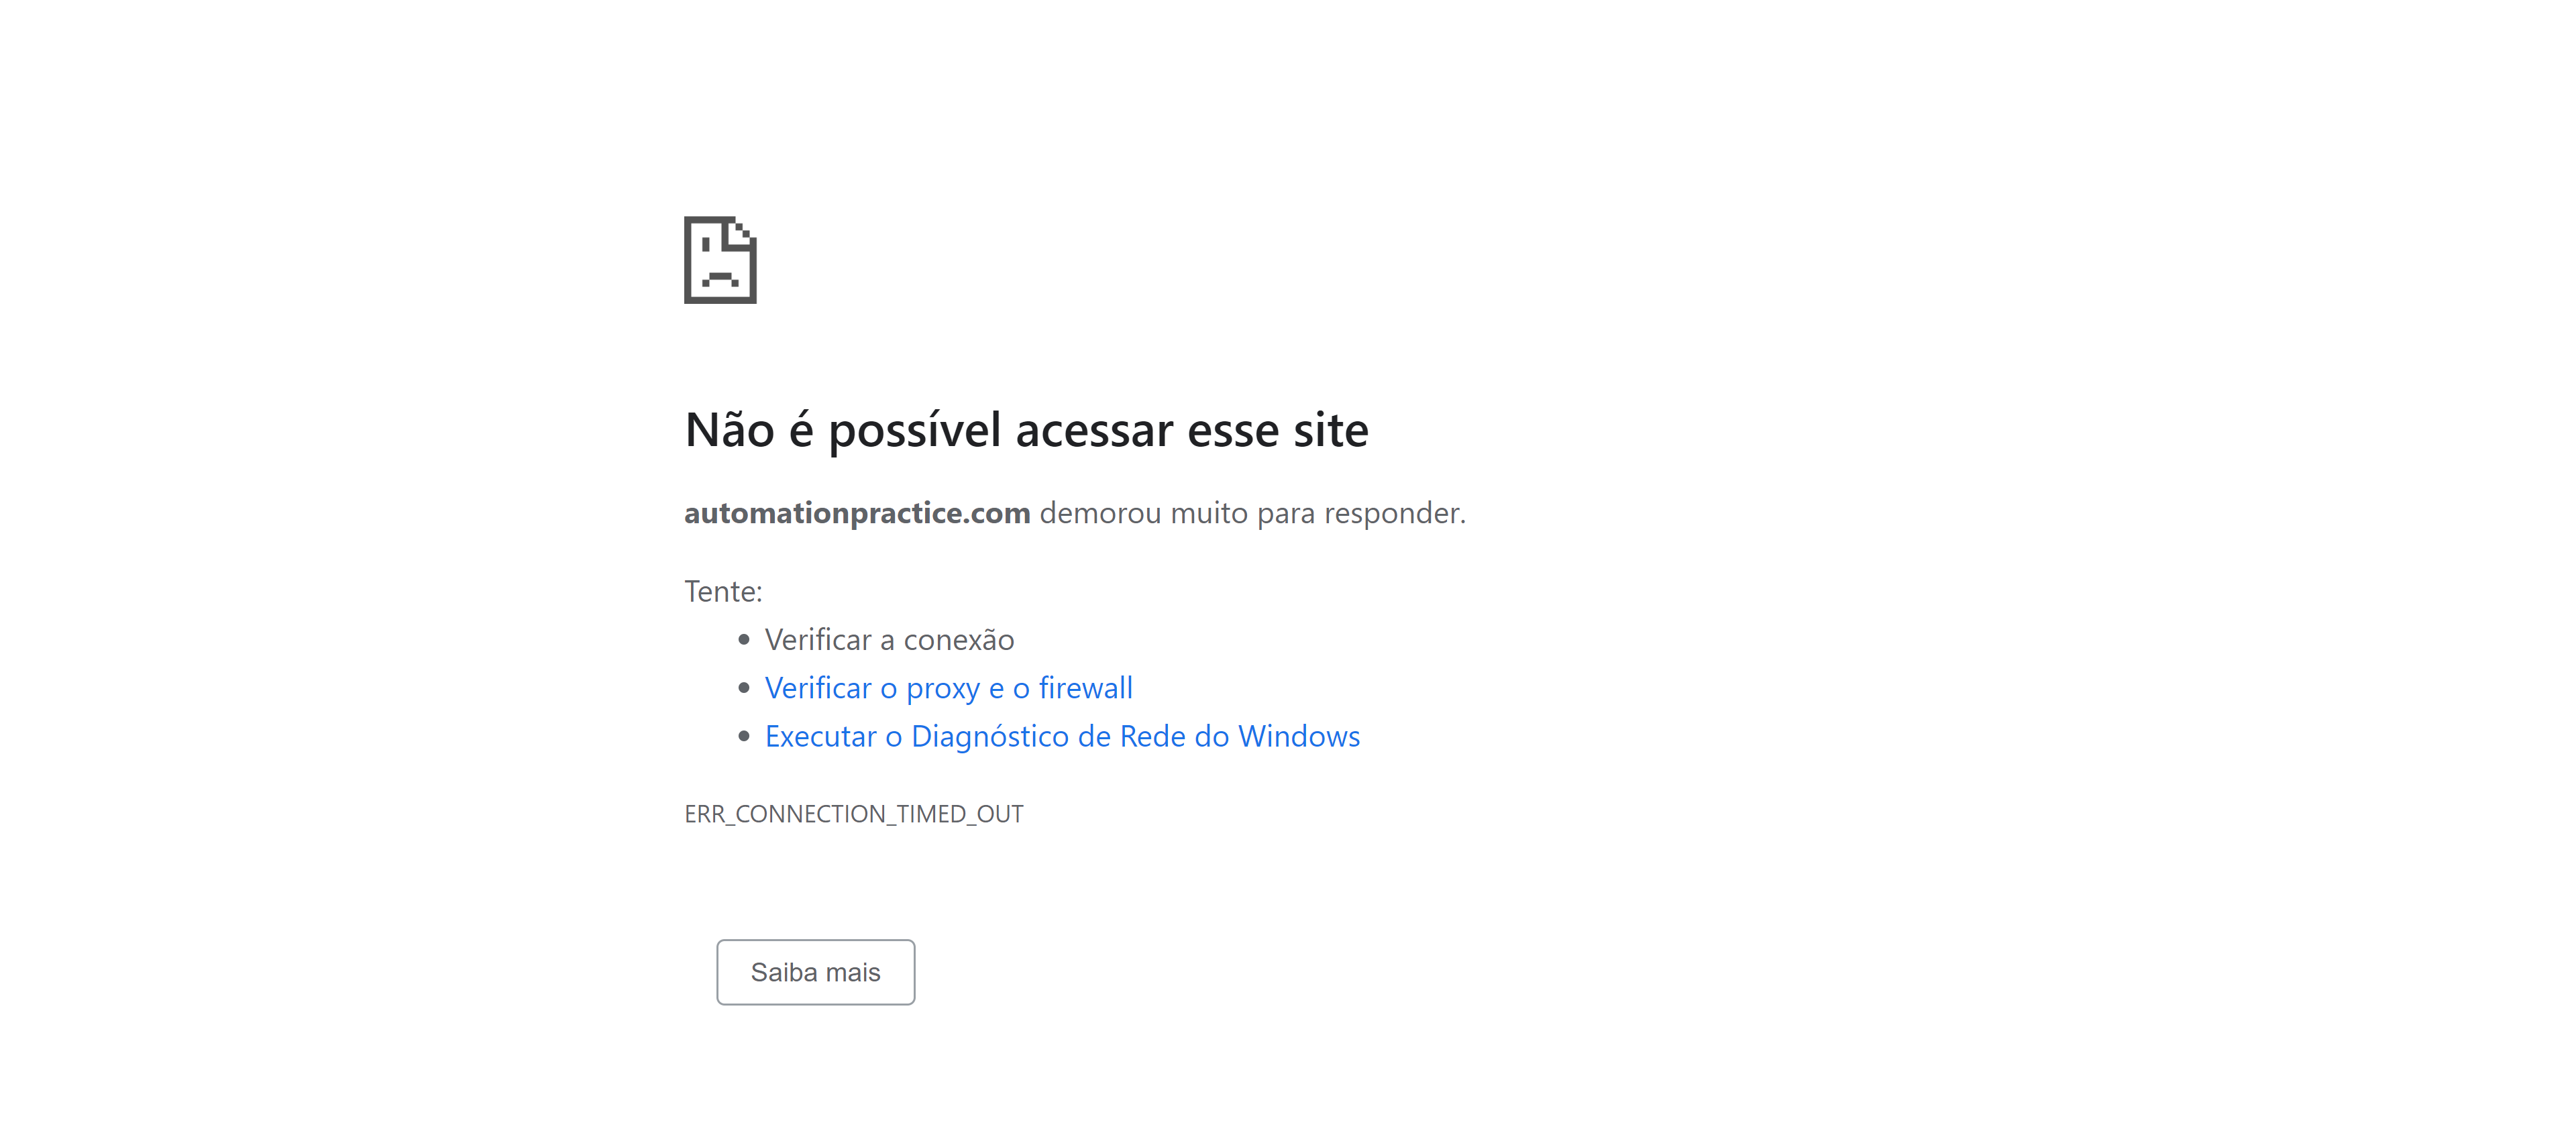 Não é possível acessar esse site
automationpractice.com demorou muito para responder.
Tente:
Verificar a conexão
Verificar o proxy e o firewall
Executar o Diagnóstico de Rede do Windows
ERR_CONNECTION_TIMED_OUT
Saiba mais